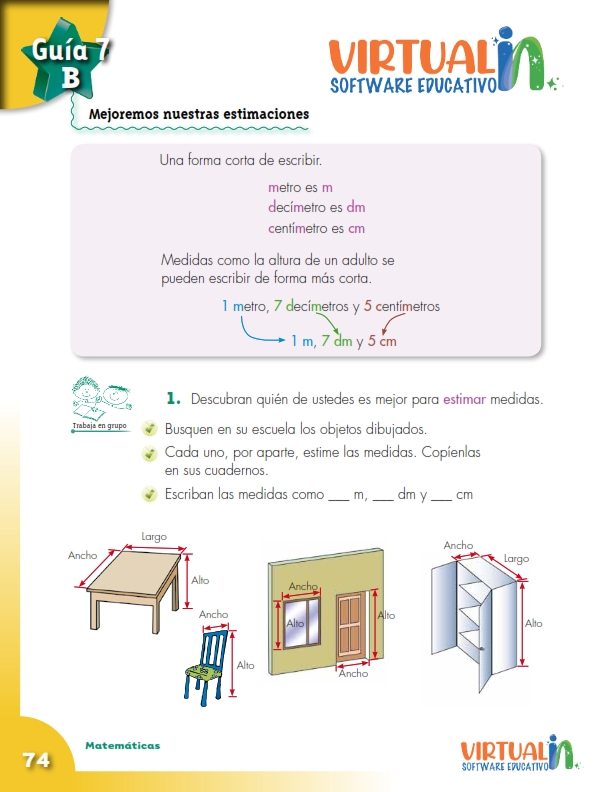 Guía 7
B
VIRTUAL in
SOFTWARE EDUCATIVO
Mejoremos nuestras estimaciones
Una forma corta de escribir.
metro es m
decímetro es dm
centímetro es cm
Medidas como la altura de un adulto se
pueden escribir de forma más corta.
1 metro, 7 decímetros y 5 centímetros
1 m, 7 dm y 5 cm
Trabaja en grupo
1. Descubran quién de ustedes es mejor para estimar medidas.
Busquen en su escuela los objetos dibujados.
Cada uno, por aparte, estime las medidas. Copíenlas
en sus cuadernos.
Escriban las medidas como ___ m, ___ dm y ___ cm
Largo
Ancho
Alto
Ancho
Alto
Ancho
Alto
Alto
Ancho
Ancho
Largo
Alto
74
Matemáticas
VIRTUAL in
SOFTWARE EDUCATIVO